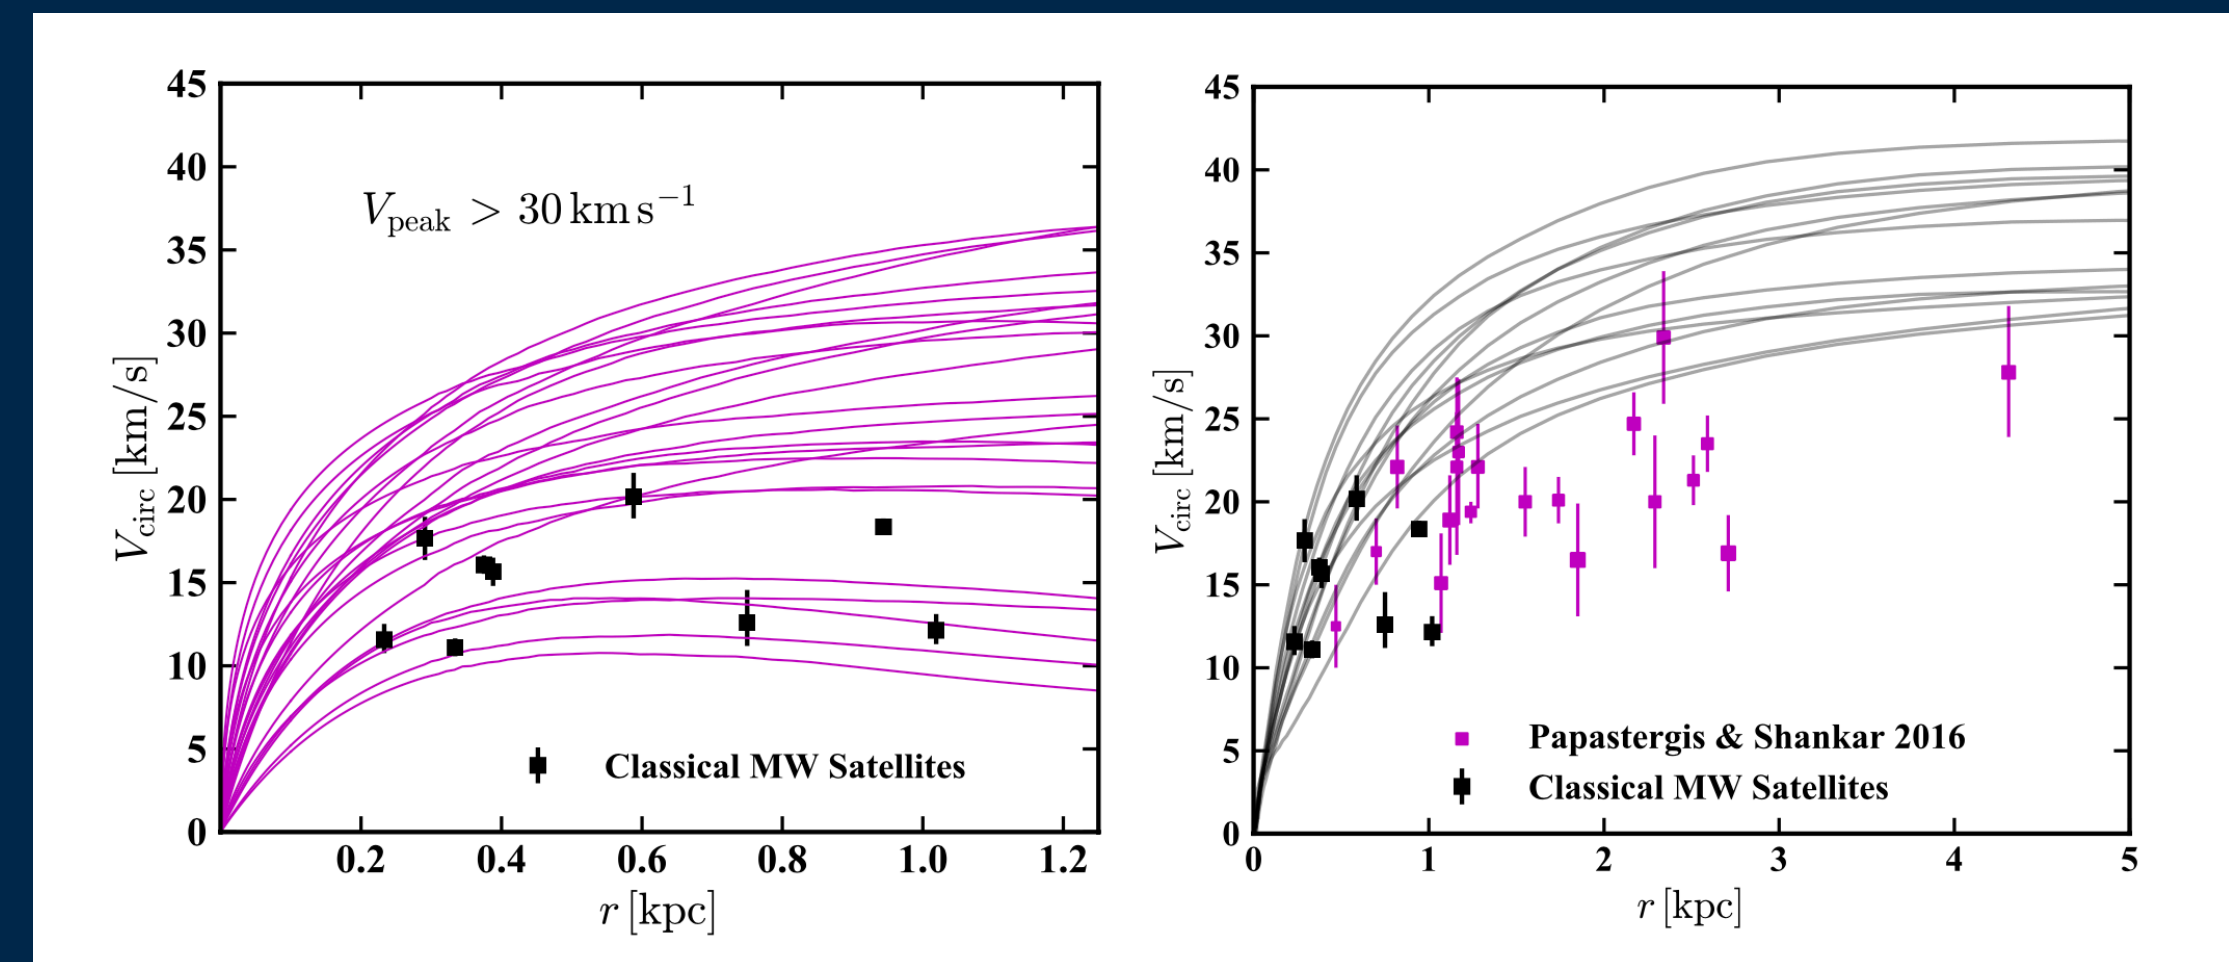 45
40
35
30
25
20
15
10
5
0
V_circ [km/s]
V_peak > 30 km s⁻¹
Classical MW Satellites
0.2 0.4 0.6 0.8 1.0 1.2
r [kpc]
45
40
35
30
25
20
15
10
5
0
V_circ [km/s]
Papastergis & Shankar 2016
Classical MW Satellites
0 1 2 3 4 5
r [kpc]